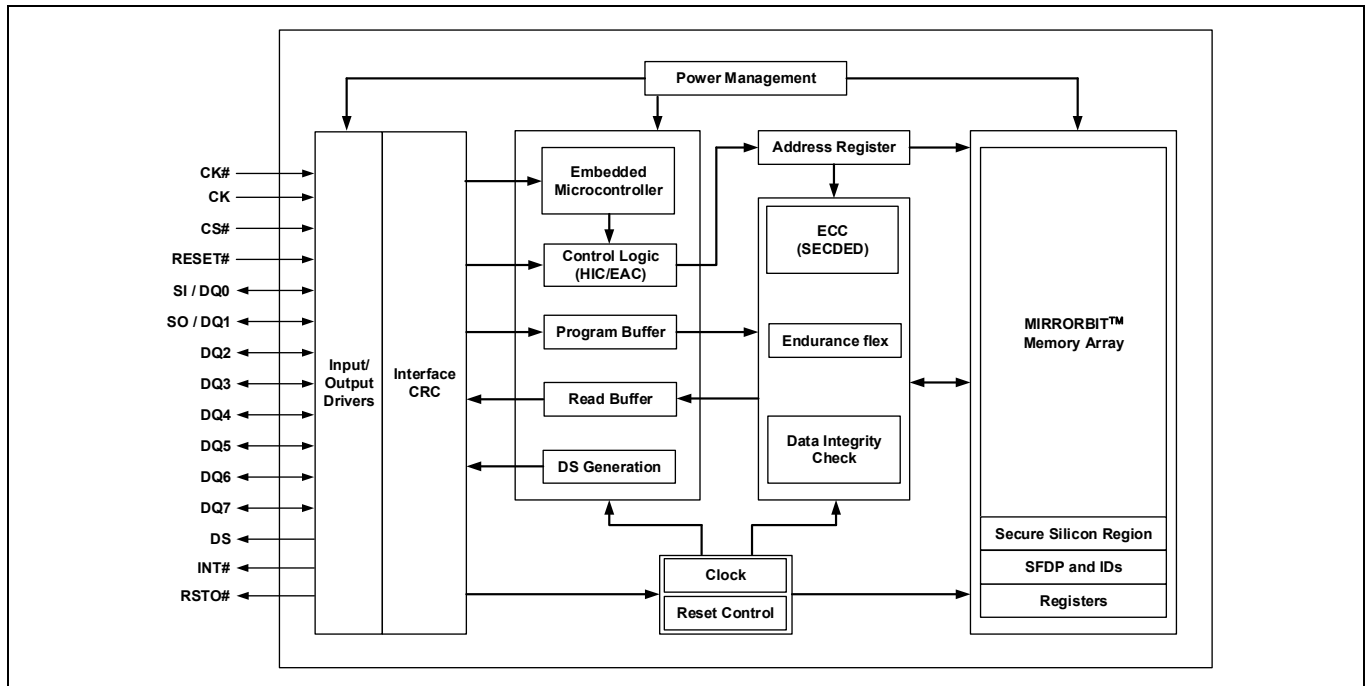 Power Management
CK#
CK
CS#
RESET#
SI / DQ0
SO / DQ1
DQ2
DQ3
DQ4
DQ5
DQ6
DQ7
DS
INT#
RSTO#
Input/
Output
Drivers
Interface
CRC
Embedded
Microcontroller
Control Logic
(HIC/EAC)
Program Buffer
Read Buffer
DS Generation
Address Register
ECC
(SECDED)
Endurance flex
Data Integrity
Check
Clock
Reset Control
MIRRORBIT™
Memory Array
Secure Silicon Region
SFDP and IDs
Registers